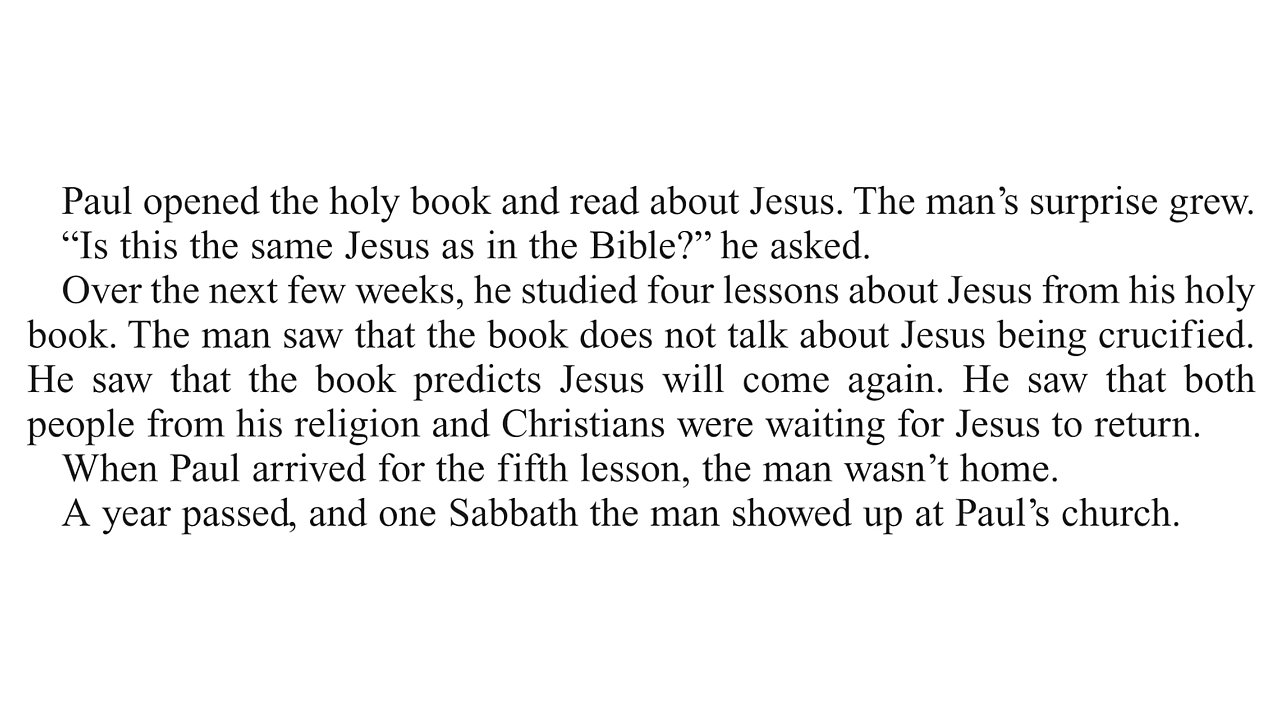 Paul opened the holy book and read about Jesus. The man’s surprise grew.
“Is this the same Jesus as in the Bible?” he asked.
Over the next few weeks, he studied four lessons about Jesus from his holy
book. The man saw that the book does not talk about Jesus being crucified.
He saw that the book predicts Jesus will come again. He saw that both
people from his religion and Christians were waiting for Jesus to return.
When Paul arrived for the fifth lesson, the man wasn’t home.
A year passed, and one Sabbath the man showed up at Paul’s church.